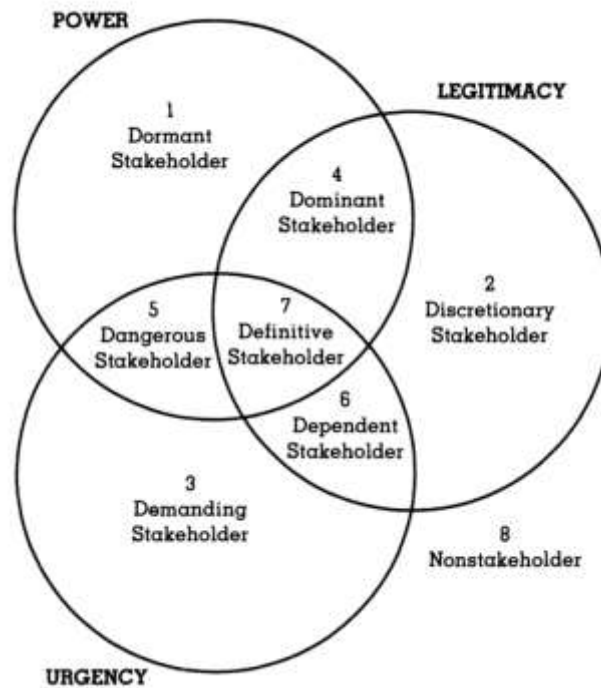 POWER
LEGITIMACY
1
Dormant
Stakeholder
4
Dominant
Stakeholder
2
Discretionary
Stakeholder
5
Dangerous
Stakeholder
7
Definitive
Stakeholder
6
Dependent
Stakeholder
3
Demanding
Stakeholder
8
Nonstakeholder
URGENCY